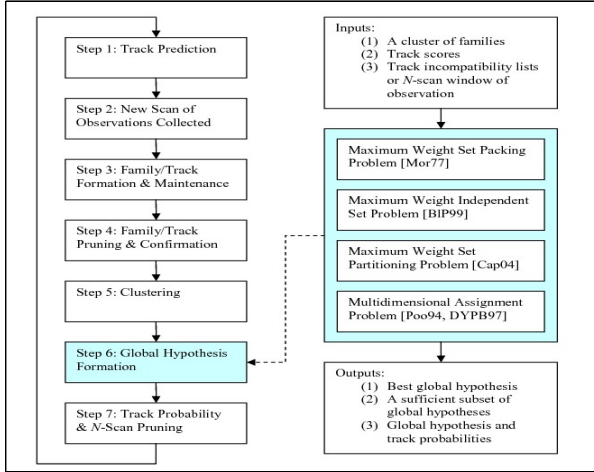 Step 1: Track Prediction
Step 2: New Scan of
Observations Collected
Step 3: Family/Track
Formation & Maintenance
Step 4: Family/Track
Pruning & Confirmation
Step 5: Clustering
Step 6: Global Hypothesis
Formation
Step 7: Track Probability
& N-Scan Pruning
Inputs:
(1) A cluster of families
(2) Track scores
(3) Track incompatibility lists
or N-scan window of
observation
Maximum Weight Set Packing
Problem [Mor77]
Maximum Weight Independent
Set Problem [BlP99]
Maximum Weight Set
Partitioning Problem [Cap04]
Multidimensional Assignment
Problem [Poo94, DYPB97]
Outputs:
(1) Best global hypothesis
(2) A sufficient subset of
global hypotheses
(3) Global hypothesis and
track probabilities